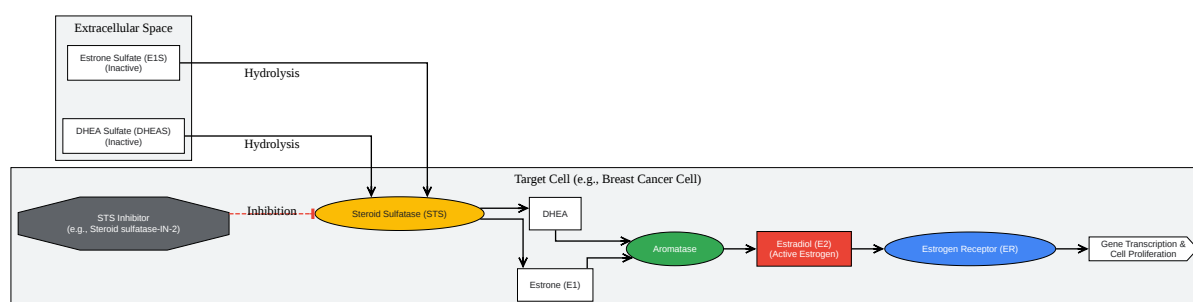 Extracellular Space
Estrone Sulfate (E1S)
(Inactive)
Hydrolysis
DHEA Sulfate (DHEAS)
(Inactive)
Hydrolysis
Target Cell (e.g., Breast Cancer Cell)
STS Inhibitor
(e.g., Steroid sulfatase-IN-2)
Inhibition
Steroid Sulfatase (STS)
DHEA
Estrone (E1)
Aromatase
Estradiol (E2)
(Active Estrogen)
Estrogen Receptor (ER)
Gene Transcription &
Cell Proliferation